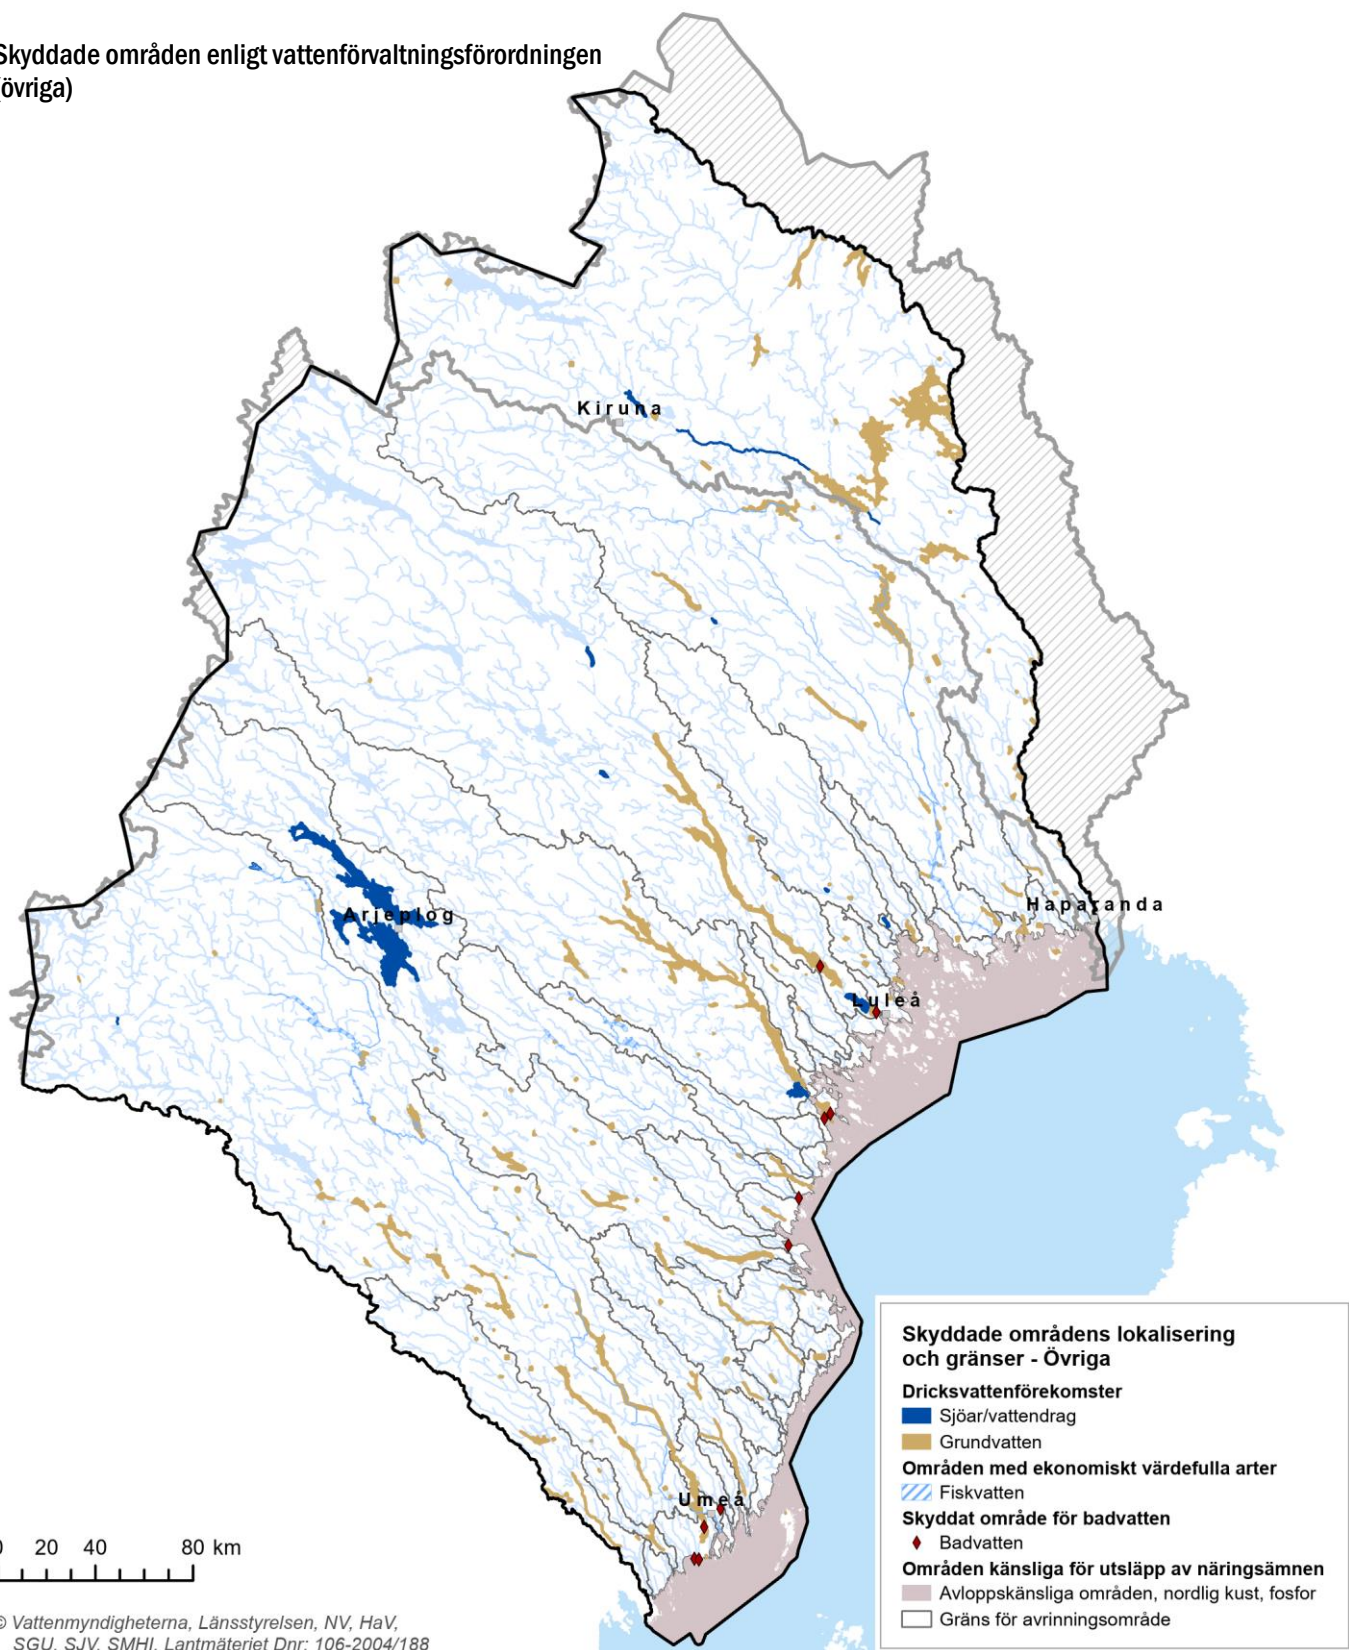 Skyddade områden enligt vattenförvaltningsförordningen
(övriga)
Kiruna
Arjeplog
Haparanda
Luleå
Umeå
Skyddade områdens lokalisering
och gränser - Övriga
Dricksvattenförekomster
Sjöar/vattendrag
Grundvatten
Områden med ekonomiskt värdefulla arter
Fiskvatten
Skyddat område för badvatten
Badvatten
Områden känsliga för utsläpp av näringsämnen
Avloppskänsliga områden, nordlig kust, fosfor
Gräns för avrinningsområde
0 20 40 80 km
© Vattenmyndigheterna, Länsstyrelsen, NV, HaV,
SGU, SJV, SMHI, Lantmäteriet Dnr: 106-2004/188